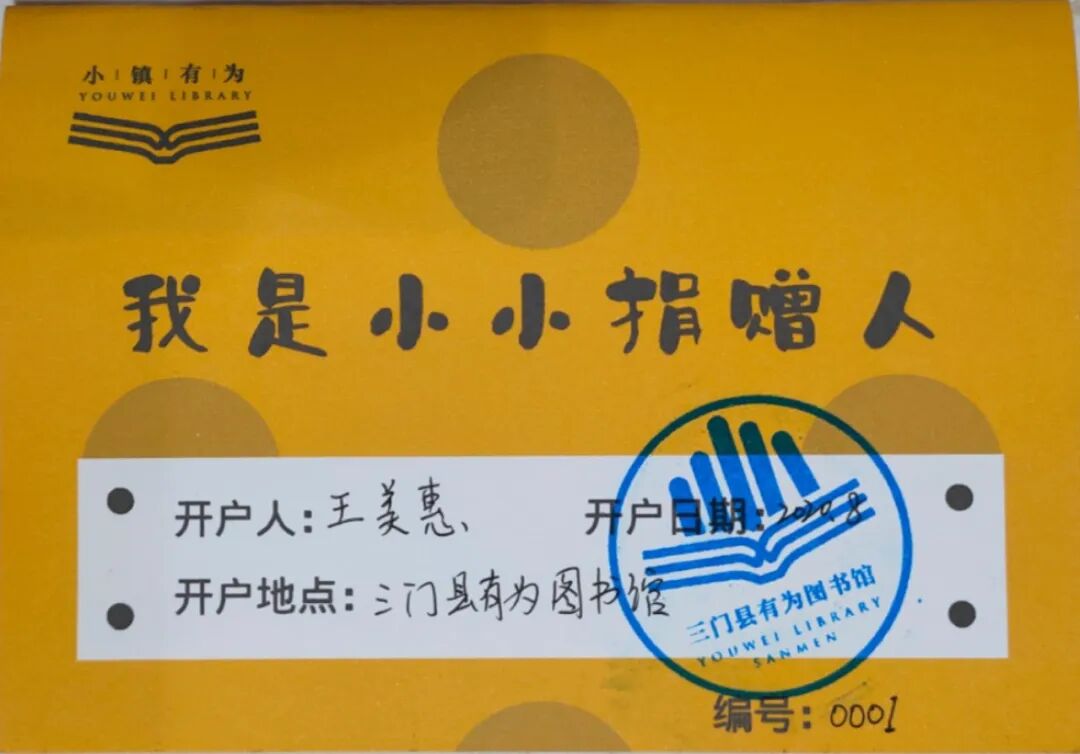 小镇有为
YOUWEI LIBRARY
我是小小捐赠人
开户人：王美惠 开户日期：2020.8
开户地点：三门县有为图书馆
三门县有为图书馆
YOUWEI LIBRARY
SANMEN
编号：0001